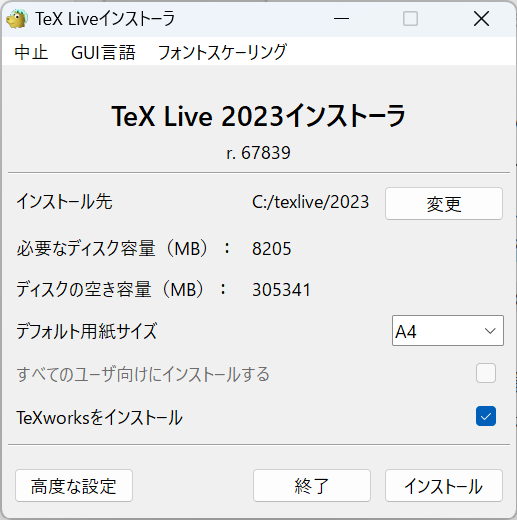 TeX Liveインストーラ
中止 GUI言語 フォントスケーリング
TeX Live 2023インストーラ
r. 67839
インストール先 C:/texlive/2023 変更
必要なディスク容量（MB）： 8205
ディスクの空き容量（MB）： 305341
デフォルト用紙サイズ A4
すべてのユーザ向けにインストールする
TeXworksをインストール
高度な設定 終了 インストール